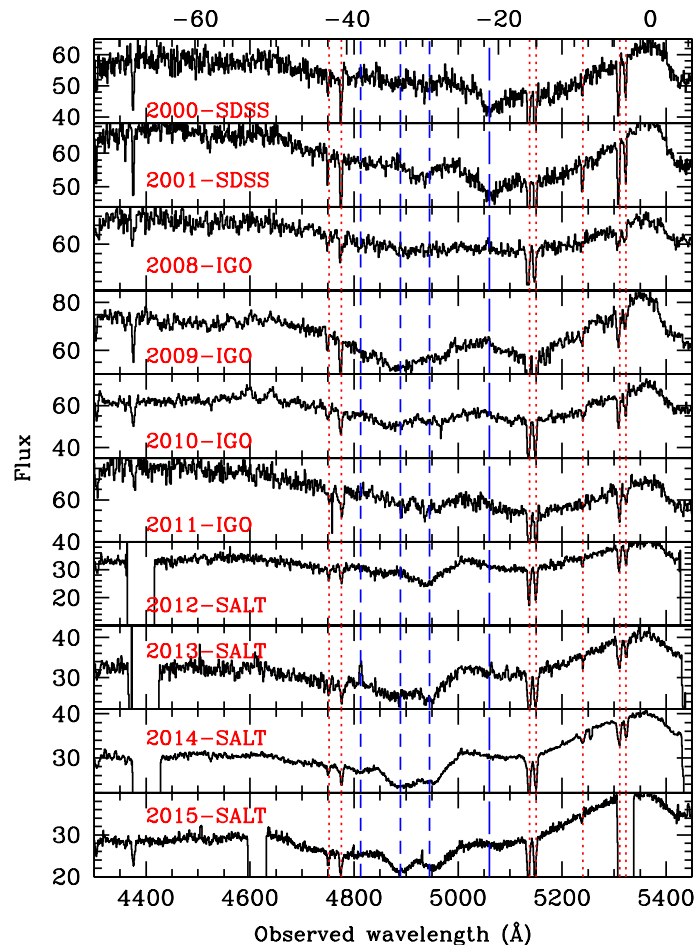 −60 −40 −20 0
60
50
40
2000−SDSS
60
50
2001−SDSS
60
2008−IGO
80
60
2009−IGO
60
40
2010−IGO
60
40
2011−IGO
30
20
10
2012−SALT
40
30
2013−SALT
40
30
2014−SALT
30
20
2015−SALT
4400 4600 4800 5000 5200 5400
Observed wavelength (Å)
Flux